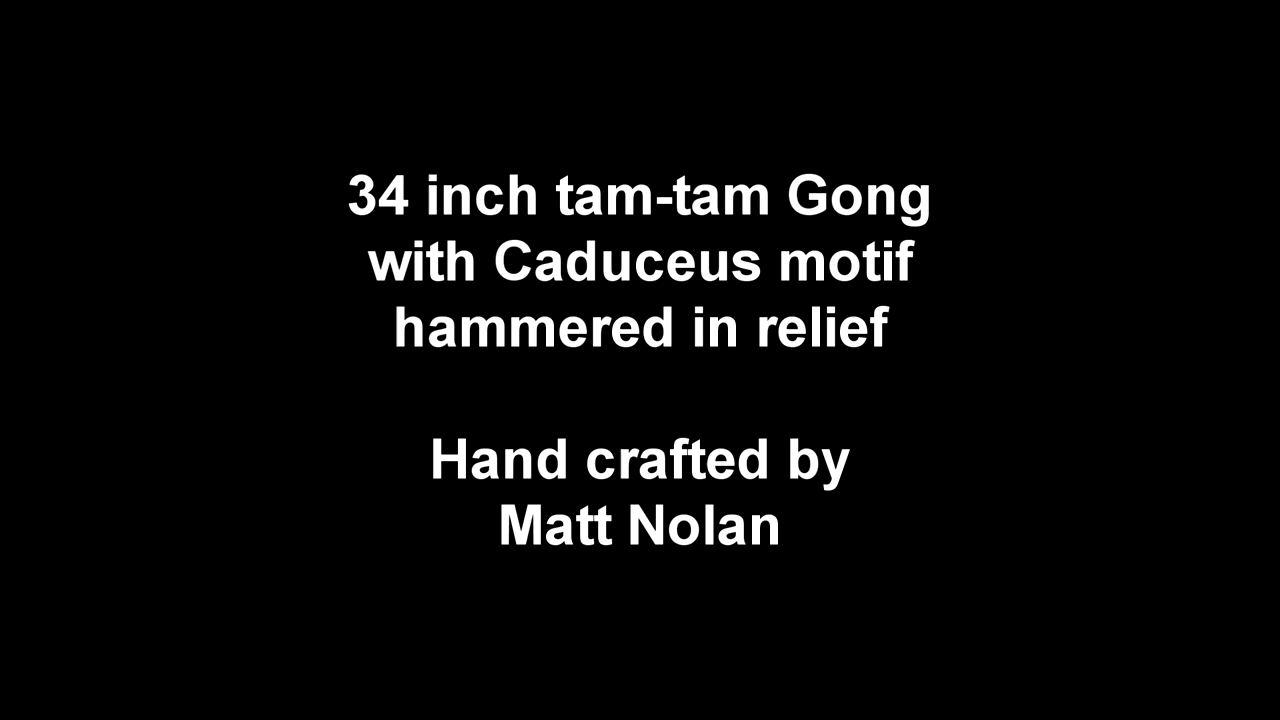 34 inch tam-tam Gong
with Caduceus motif
hammered in relief
Hand crafted by
Matt Nolan